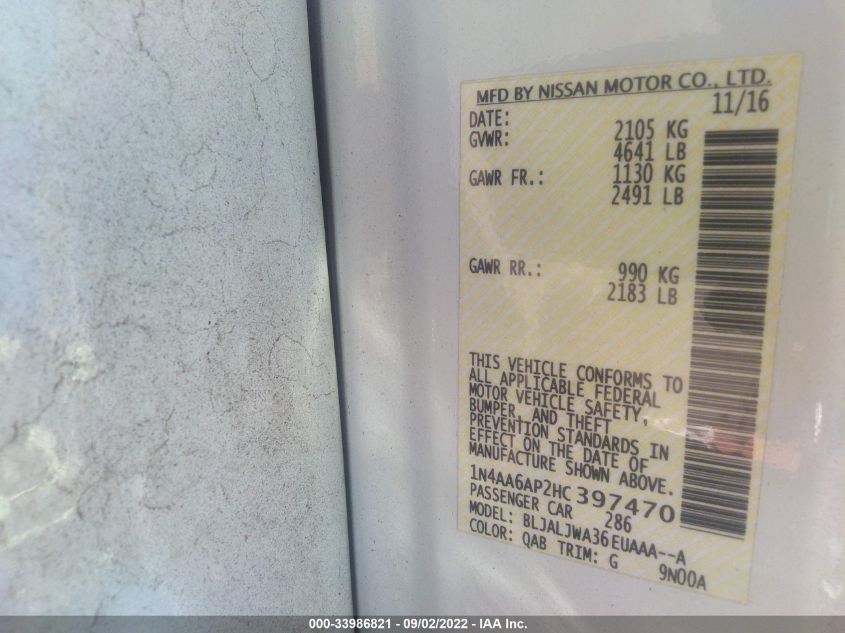 MFD BY NISSAN MOTOR CO., LTD.
DATE: 11/16
GVWR: 2105 KG
4641 LB
GAWR FR.: 1130 KG
2491 LB
GAWR RR.: 990 KG
2183 LB
THIS VEHICLE CONFORMS TO
ALL APPLICABLE FEDERAL
MOTOR VEHICLE SAFETY,
BUMPER, AND THEFT
PREVENTION STANDARDS IN
EFFECT ON THE DATE OF
MANUFACTURE SHOWN ABOVE.
1N4AA6AP2HC397470
PASSENGER CAR 286
MODEL: BLJALJWA36EUAAA--A
COLOR: QAB TRIM: G 9N00A
000-33986821 - 09/02/2022 - IAA Inc.